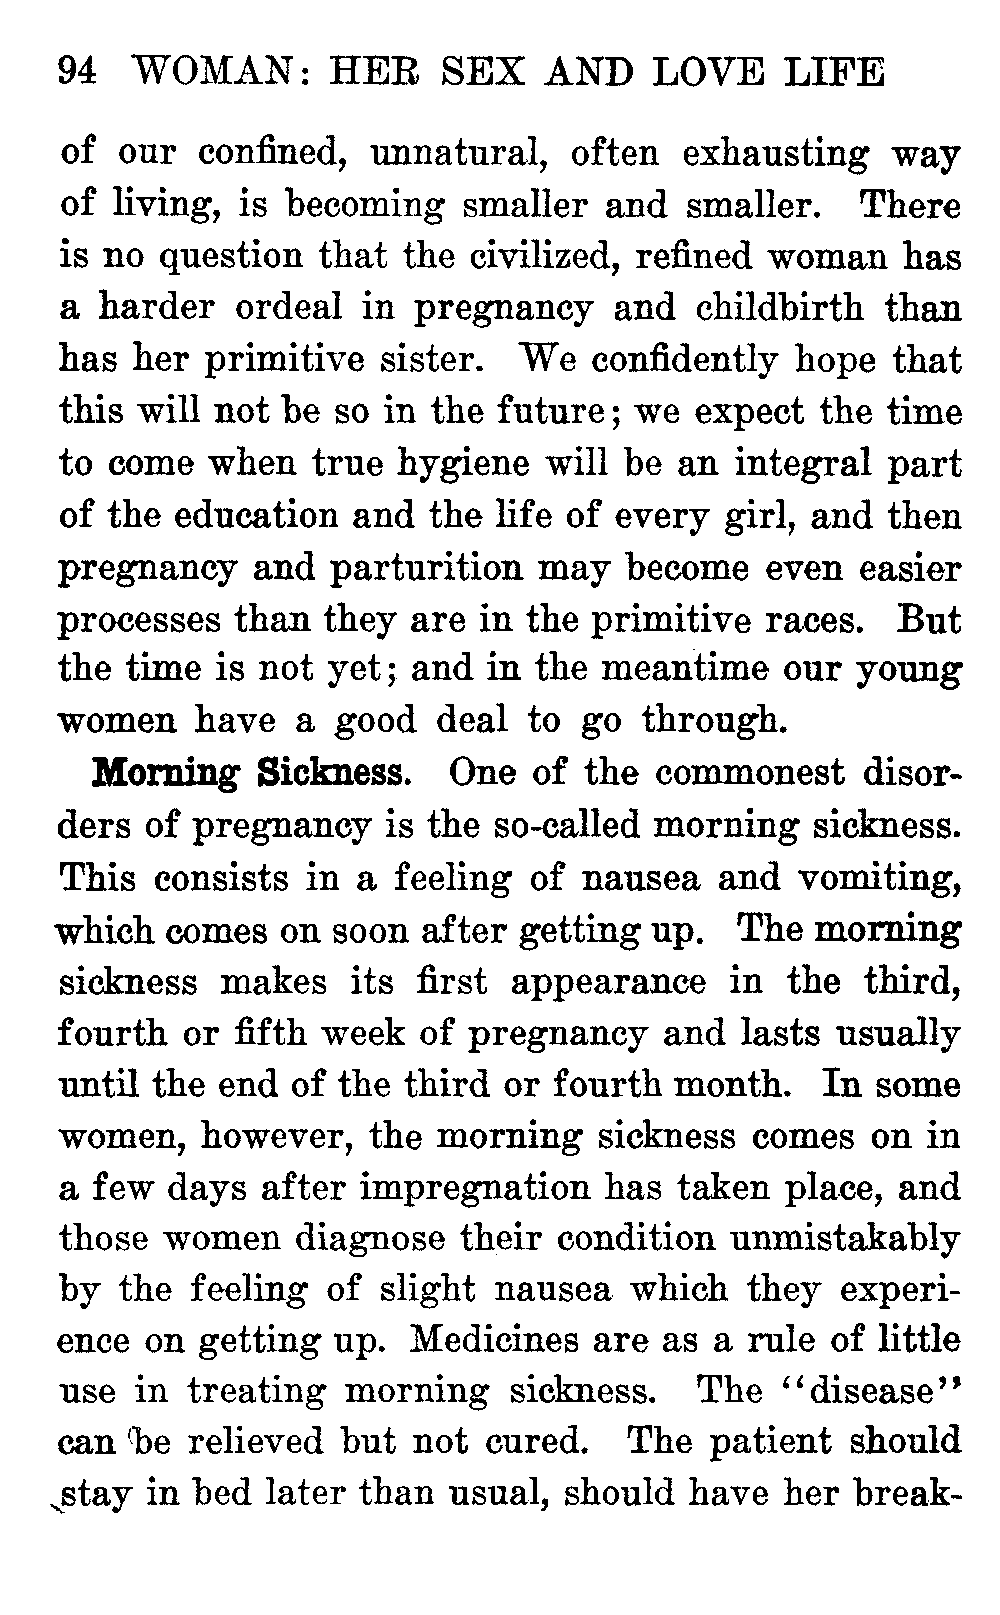 94 WOMAN: HER SEX AND LOVE LIFE
of our confined, unnatural, often exhausting way
of living, is becoming smaller and smaller. There
is no question that the civilized, refined woman has
a harder ordeal in pregnancy and childbirth than
has her primitive sister. We confidently hope that
this will not be so in the future; we expect the time
to come when true hygiene will be an integral part
of the education and the life of every girl, and then
pregnancy and parturition may become even easier
processes than they are in the primitive races. But
the time is not yet; and in the meantime our young
women have a good deal to go through.
Morning Sickness. One of the commonest disor-
ders of pregnancy is the so-called morning sickness.
This consists in a feeling of nausea and vomiting,
which comes on soon after getting up. The morning
sickness makes its first appearance in the third,
fourth or fifth week of pregnancy and lasts usually
until the end of the third or fourth month. In some
women, however, the morning sickness comes on in
a few days after impregnation has taken place, and
those women diagnose their condition unmistakably
by the feeling of slight nausea which they experi-
ence on getting up. Medicines are as a rule of little
use in treating morning sickness. The "disease"
can be relieved but not cured. The patient should
stay in bed later than usual, should have her break-